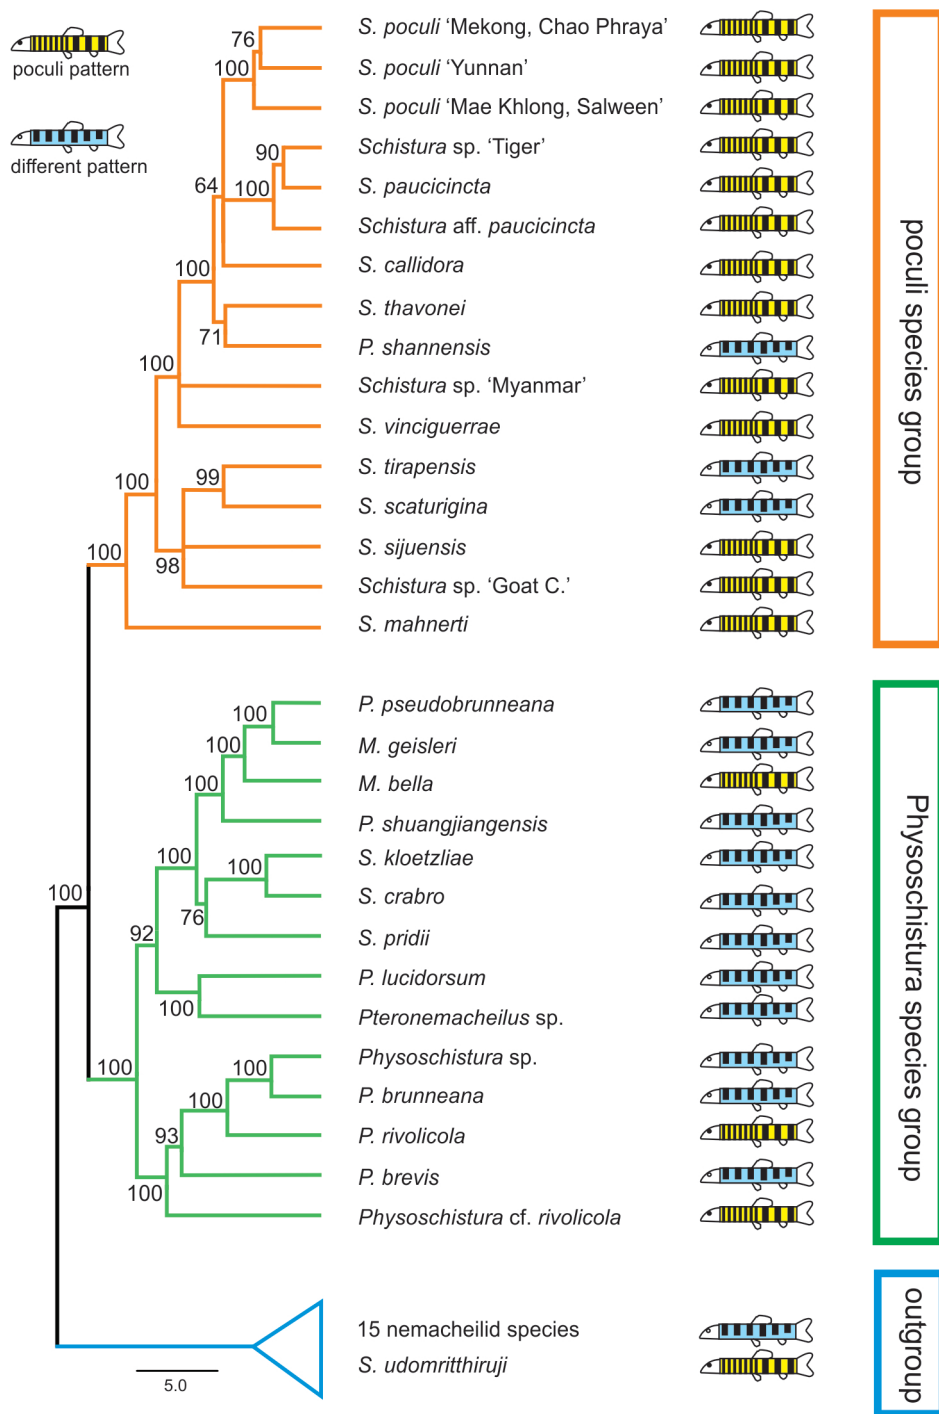 poculi pattern
different pattern
S. poculi ‘Mekong, Chao Phraya’
S. poculi ‘Yunnan’
S. poculi ‘Mae Khlong, Salween’
Schistura sp. ‘Tiger’
S. paucicincta
Schistura aff. paucicincta
S. callidora
S. thavonei
P. shannensis
Schistura sp. ‘Myanmar’
S. vinciguerrae
S. tirapensis
S. scaturigina
S. sijuensis
Schistura sp. ‘Goat C.’
S. mahnerti
76
100
90
64
100
100
71
100
100
99
100
98
poculi species group
P. pseudobrunneana
M. geisleri
M. bella
P. shuangjiangensis
S. kloetzliae
S. crabro
S. pridii
P. lucidorsum
Pteronemacheilus sp.
Physoschistura sp.
P. brunneana
P. rivolicola
P. brevis
Physoschistura cf. rivolicola
100
100
100
100
100
100
76
92
100
100
100
100
93
100
Physoschistura species group
15 nemacheilid species
S. udomritthiruji
outgroup
5.0